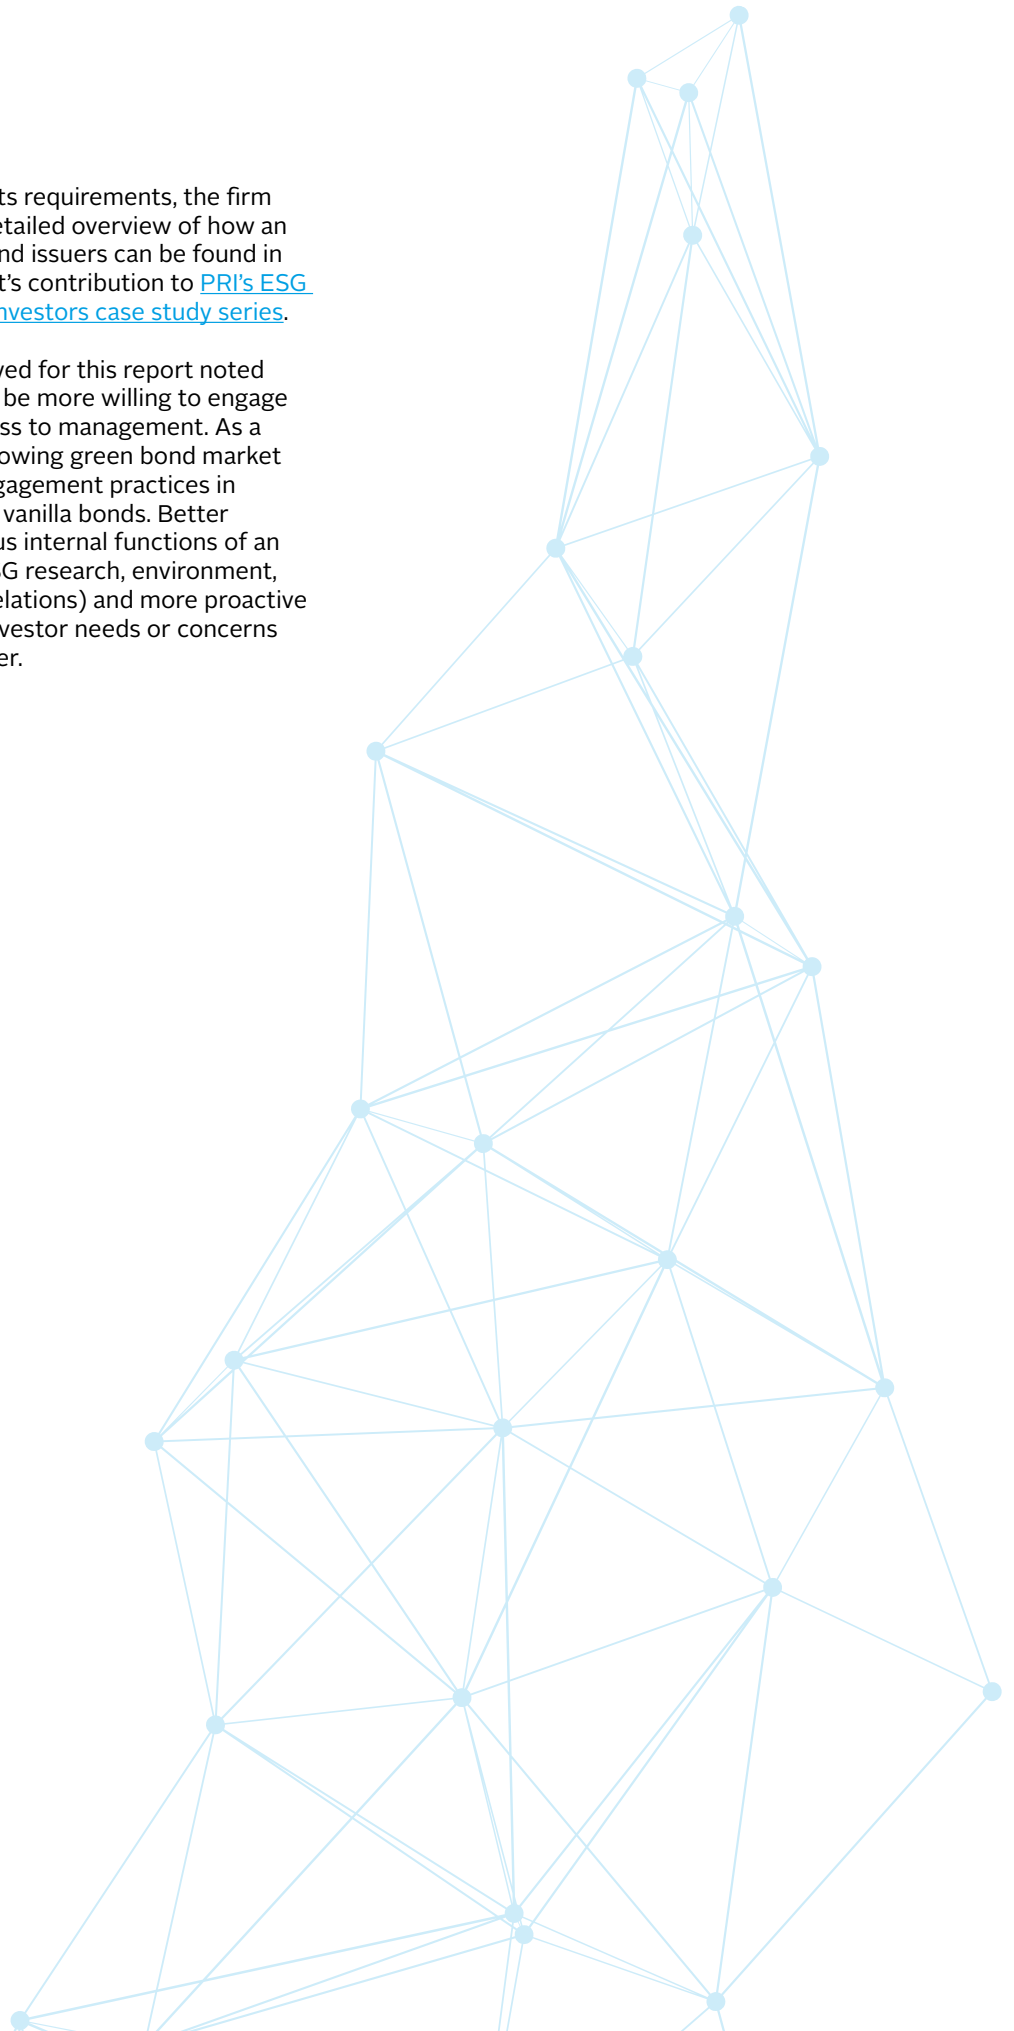 ts requirements, the firm
etailed overview of how an
nd issuers can be found in
t’s contribution to PRI’s ESG
nvestors case study series.
ved for this report noted
be more willing to engage
ss to management. As a
owing green bond market
gagement practices in
vanilla bonds. Better
us internal functions of an
SG research, environment,
elations) and more proactive
vestor needs or concerns
er.